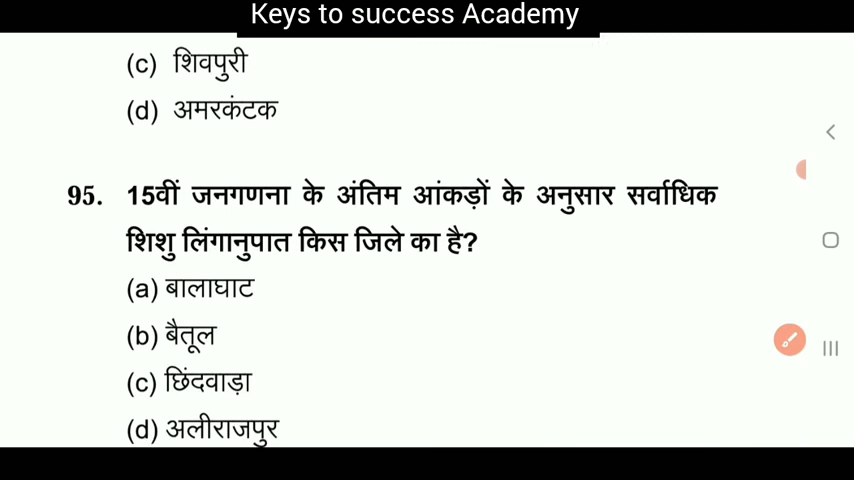 Keys to success Academy
(c) शिवपुरी
(d) अमरकंटक
95. 15वीं जनगणना के अंतिम आंकड़ों के अनुसार सर्वाधिक
शिशु लिंगानुपात किस जिले का है?
(a) बालाघाट
(b) बैतूल
(c) छिंदवाड़ा
(d) अलीराजपुर